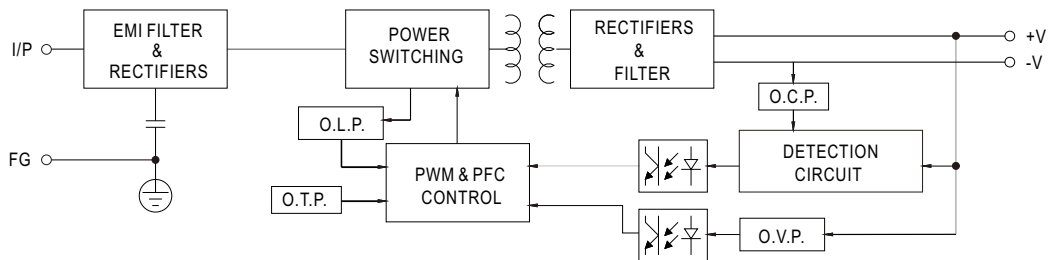 I/P
EMI FILTER
&
RECTIFIERS
POWER
SWITCHING
RECTIFIERS
&
FILTER
+V
-V
O.C.P.
O.L.P.
FG
PWM & PFC
CONTROL
DETECTION
CIRCUIT
O.T.P.
O.V.P.